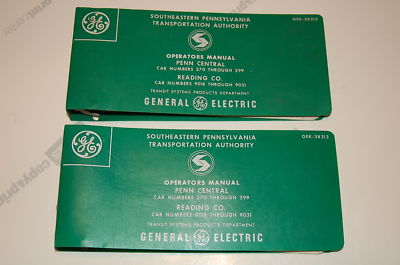 SOUTHEASTERN PENNSYLVANIA
TRANSPORTATION AUTHORITY
GEK-38313
OPERATORS MANUAL
PENN CENTRAL
CAR NUMBERS 270 THROUGH 399
READING CO.
CAR NUMBERS 9018 THROUGH 9031
TRANSIT SYSTEMS PRODUCTS DEPARTMENT
GENERAL GE ELECTRIC
SOUTHEASTERN PENNSYLVANIA
TRANSPORTATION AUTHORITY
GEK-38313
OPERATORS MANUAL
PENN CENTRAL
CAR NUMBERS 270 THROUGH 399
READING CO.
CAR NUMBERS 9018 THROUGH 9031
TRANSIT SYSTEMS PRODUCTS DEPARTMENT
GENERAL GE ELECTRIC